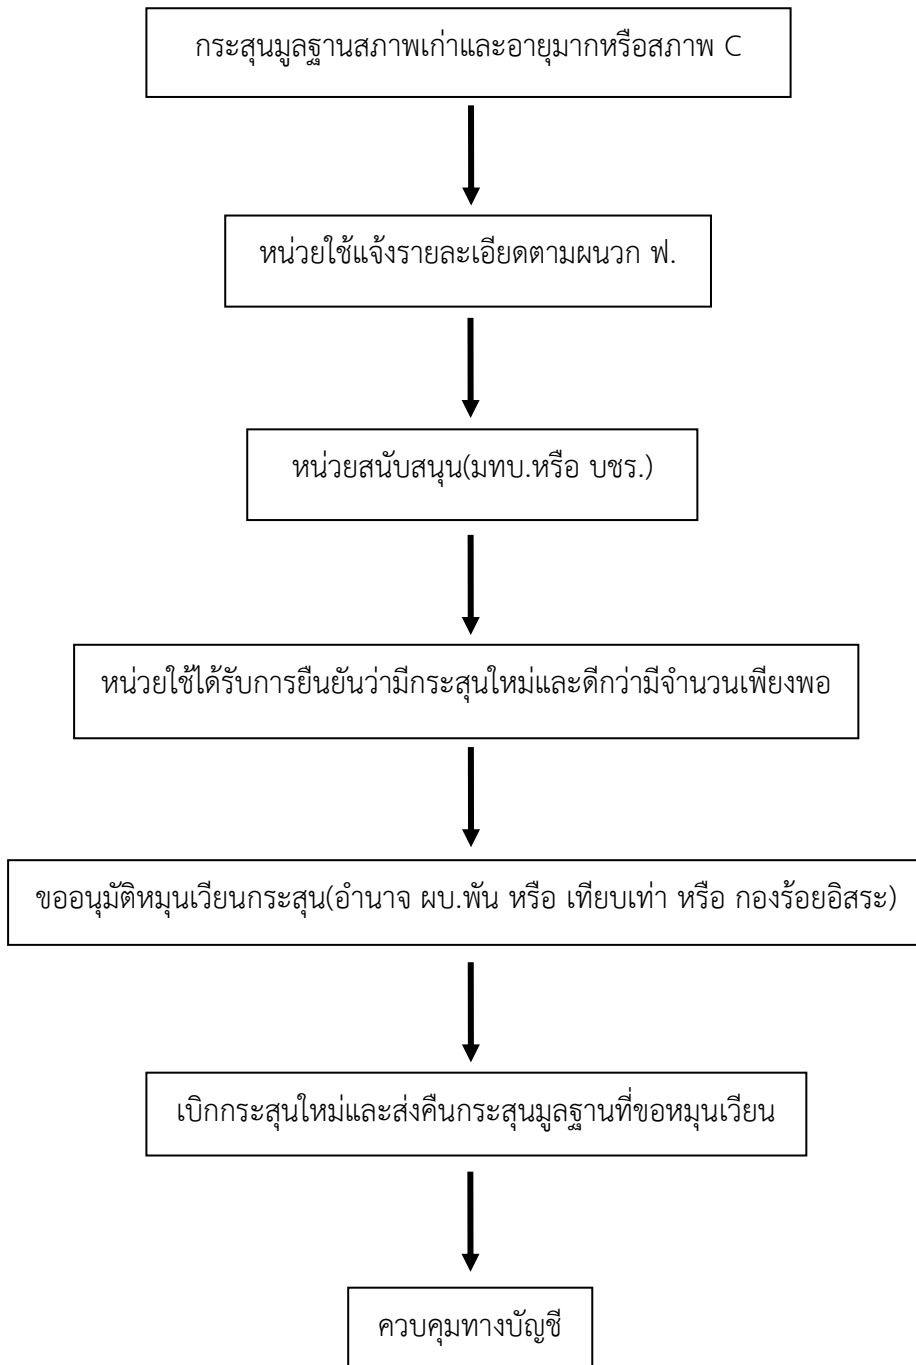 กระสุนมูลฐานสภาพเก่าและอายุมากหรือสภาพ C
หน่วยใช้แจ้งรายละเอียดตามผนวก ฬ.
หน่วยสนับสนุน(มทบ.หรือ บชร.)
หน่วยใช้ได้รับการยืนยันว่ามีกระสุนใหม่และดีกว่ามีจำนวนเพียงพอ
ขออนุมัติหมุนเวียนกระสุน(อำนาจ ผบ.พัน หรือ เทียบเท่า หรือ กองร้อยอิสระ)
เบิกกระสุนใหม่และส่งคืนกระสุนมูลฐานที่ขอหมุนเวียน
ควบคุมทางบัญชี